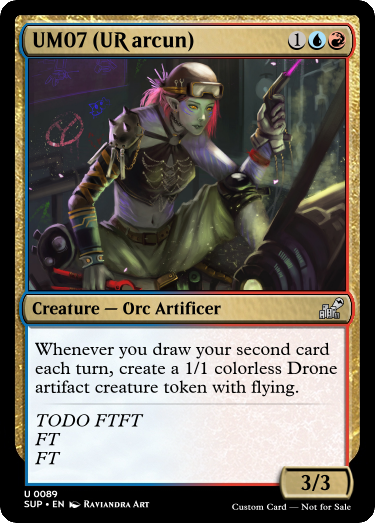 UM07 (UR arcun)
1
Creature — Orc Artificer
Whenever you draw your second card
each turn, create a 1/1 colorless Drone
artifact creature token with flying.
TODO FTFT
FT
FT
3/3
U 0089
SUP • EN Raviandra Art
Custom Card — Not for Sale